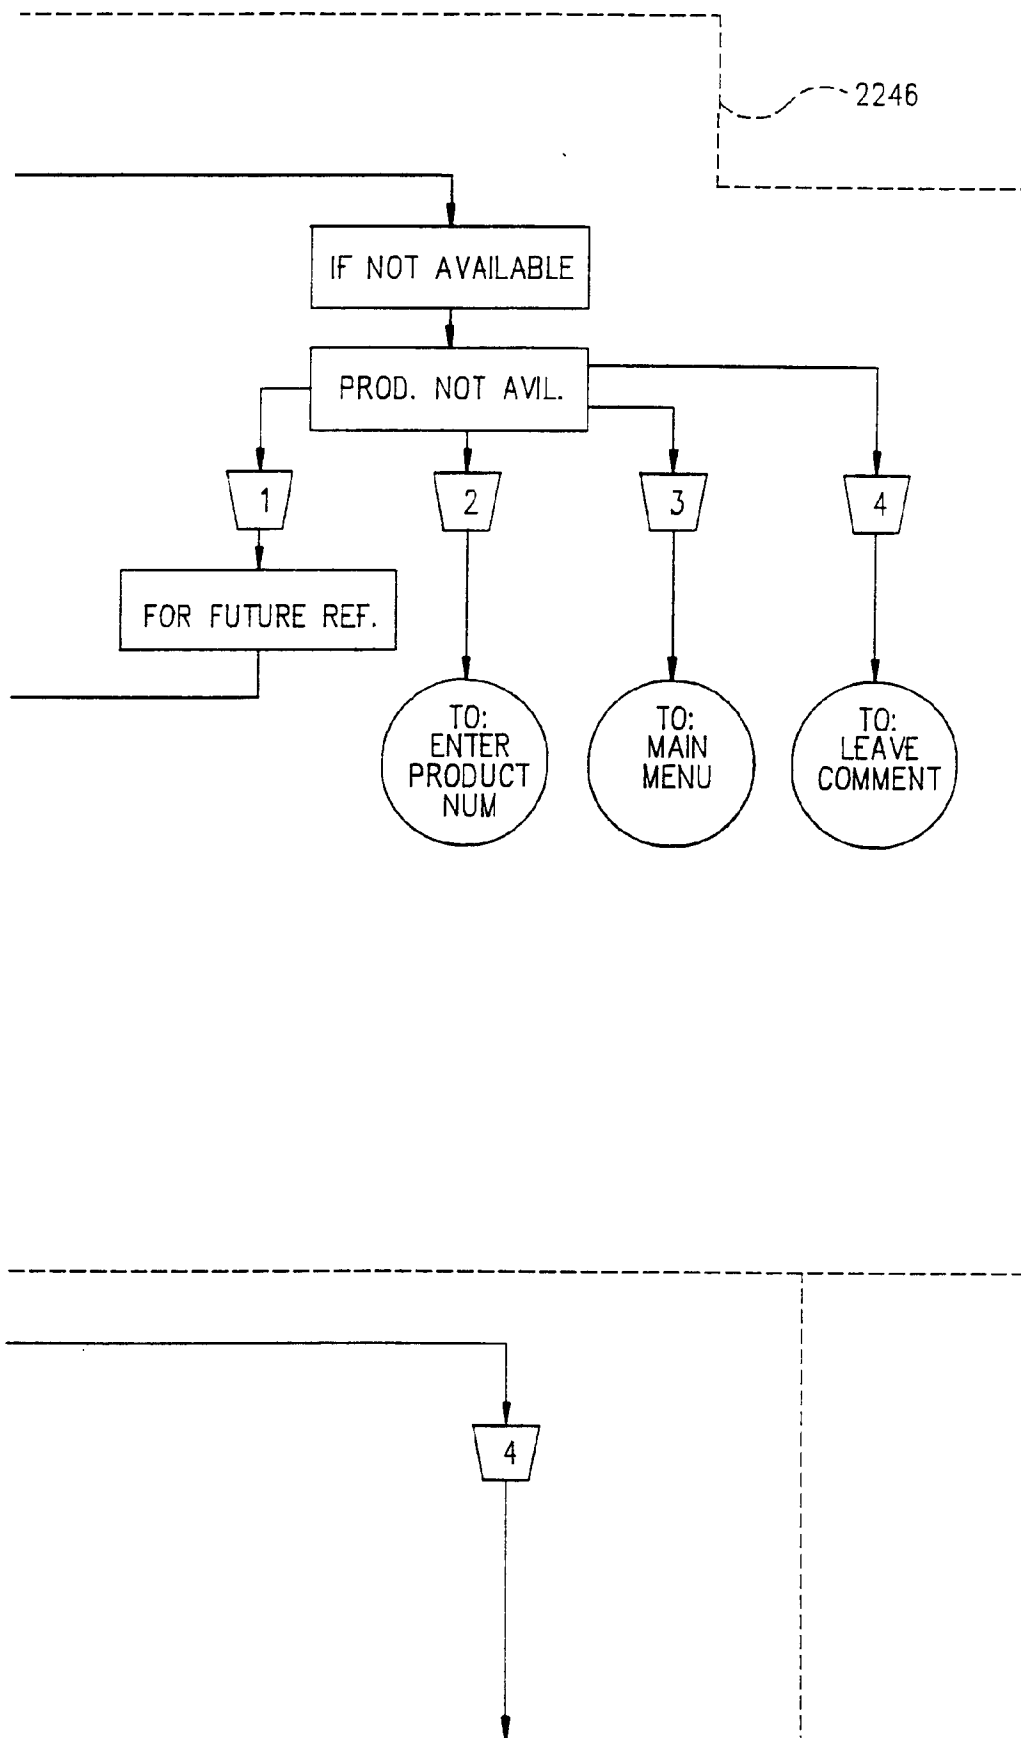 2246
IF NOT AVAILABLE
PROD. NOT AVIL.
1
2
3
4
FOR FUTURE REF.
TO:
ENTER
PRODUCT
NUM
TO:
MAIN
MENU
TO:
LEAVE
COMMENT
4